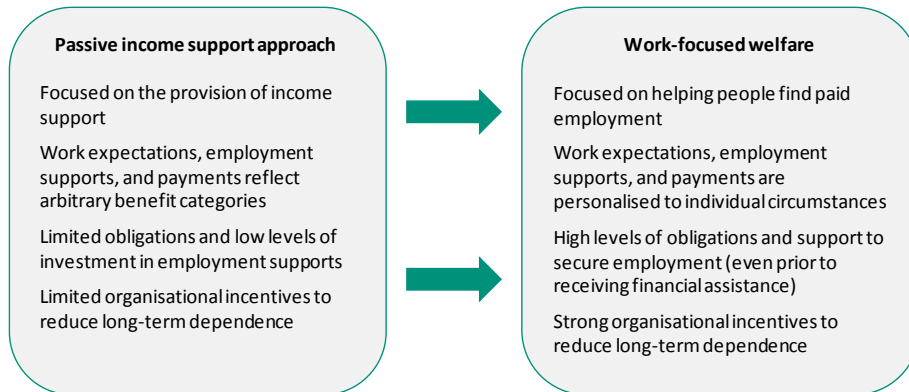 Passive income support approach
Focused on the provision of income
support
Work expectations, employment
supports, and payments reflect
arbitrary benefit categories
Limited obligations and low levels of
investment in employment supports
Limited organisational incentives to
reduce long-term dependence
Work-focused welfare
Focused on helping people find paid
employment
Work expectations, employment
supports, and payments are
personalised to individual circumstances
High levels of obligations and support to
secure employment (even prior to
receiving financial assistance)
Strong organisational incentives to
reduce long-term dependence